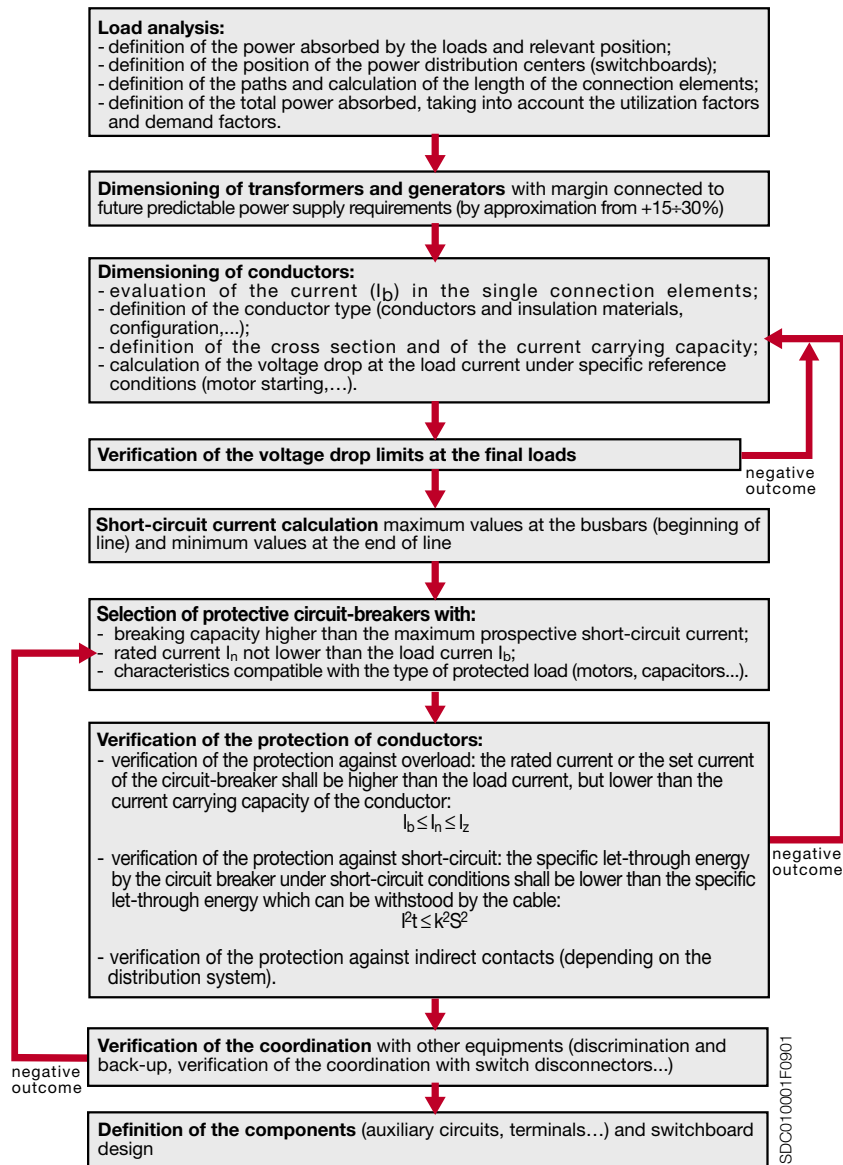 Load analysis:
- definition of the power absorbed by the loads and relevant position;
- definition of the position of the power distribution centers (switchboards);
- definition of the paths and calculation of the length of the connection elements;
- definition of the total power absorbed, taking into account the utilization factors
and demand factors.
Dimensioning of transformers and generators with margin connected to
future predictable power supply requirements (by approximation from +15÷30%)
Dimensioning of conductors:
- evaluation of the current (Ib) in the single connection elements;
- definition of the conductor type (conductors and insulation materials,
configuration,...);
- definition of the cross section and of the current carrying capacity;
- calculation of the voltage drop at the load current under specific reference
conditions (motor starting,…).
Verification of the voltage drop limits at the final loads
negative
outcome
Short-circuit current calculation maximum values at the busbars (beginning of
line) and minimum values at the end of line
Selection of protective circuit-breakers with:
- breaking capacity higher than the maximum prospective short-circuit current;
- rated current In not lower than the load curren Ib;
- characteristics compatible with the type of protected load (motors, capacitors...).
Verification of the protection of conductors:
- verification of the protection against overload: the rated current or the set current
of the circuit-breaker shall be higher than the load current, but lower than the
current carrying capacity of the conductor:
Ib ≤ In ≤ Iz
- verification of the protection against short-circuit: the specific let-through energy
by the circuit breaker under short-circuit conditions shall be lower than the specific
let-through energy which can be withstood by the cable:
I²t ≤ k²S²
- verification of the protection against indirect contacts (depending on the
distribution system).
negative
outcome
Verification of the coordination with other equipments (discrimination and
back-up, verification of the coordination with switch disconnectors...)
negative
outcome
Definition of the components (auxiliary circuits, terminals…) and switchboard
design
SDC010001F0901